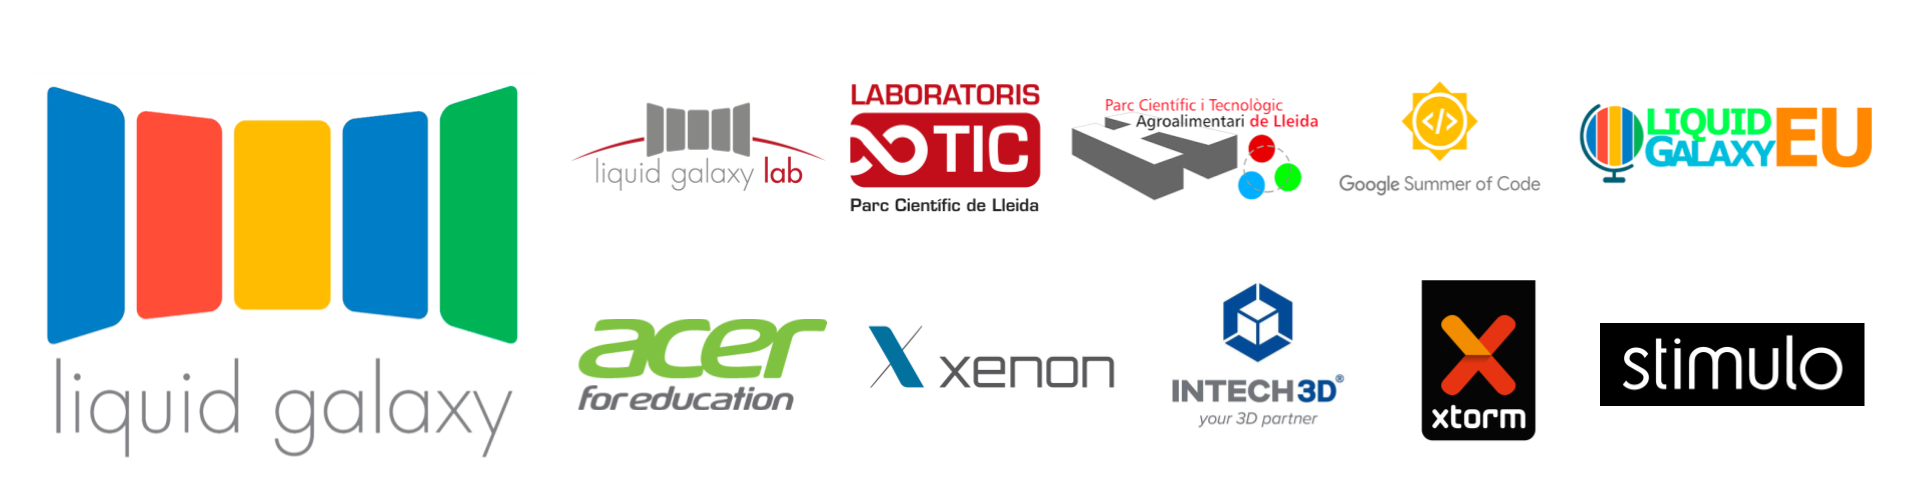 liquid galaxy
liquid galaxy lab
LABORATORIS
TIC
Parc Científic de Lleida
Parc Científic i Tecnològic
Agroalimentari de Lleida
</>
Google Summer of Code
LIQUID
GALAXY
EU
acer
for education
xenon
INTECH3D®
your 3D partner
xtorm
stimulo